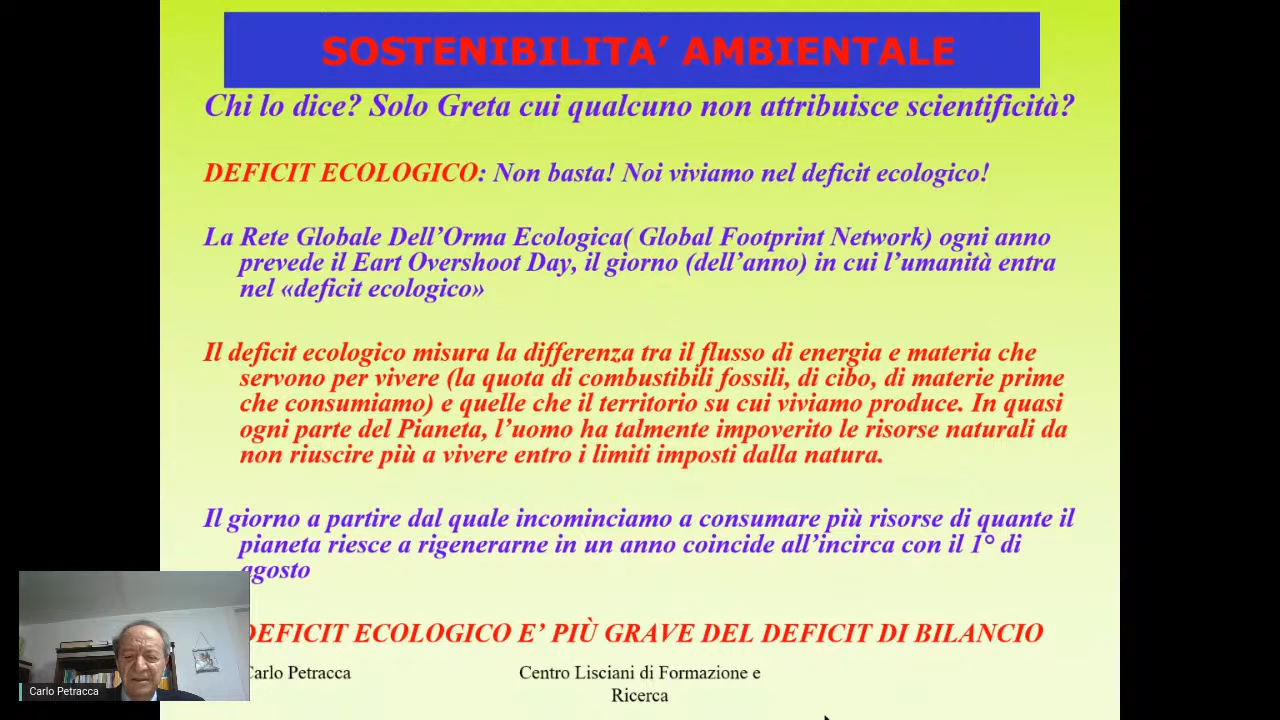 SOSTENIBILITA’ AMBIENTALE
Chi lo dice? Solo Greta cui qualcuno non attribuisce scientificità?
DEFICIT ECOLOGICO: Non basta! Noi viviamo nel deficit ecologico!
La Rete Globale Dell’Orma Ecologica( Global Footprint Network) ogni anno
prevede il Eart Overshoot Day, il giorno (dell’anno) in cui l’umanità entra
nel «deficit ecologico»
Il deficit ecologico misura la differenza tra il flusso di energia e materia che
servono per vivere (la quota di combustibili fossili, di cibo, di materie prime
che consumiamo) e quelle che il territorio su cui viviamo produce. In quasi
ogni parte del Pianeta, l’uomo ha talmente impoverito le risorse naturali da
non riuscire più a vivere entro i limiti imposti dalla natura.
Il giorno a partire dal quale incominciamo a consumare più risorse di quante il
pianeta riesce a rigenerarne in un anno coincide all’incirca con il 1° di
agosto
DEFICIT ECOLOGICO E’ PIÙ GRAVE DEL DEFICIT DI BILANCIO
Carlo Petracca
Centro Lisciani di Formazione e
Ricerca
Carlo Petracca